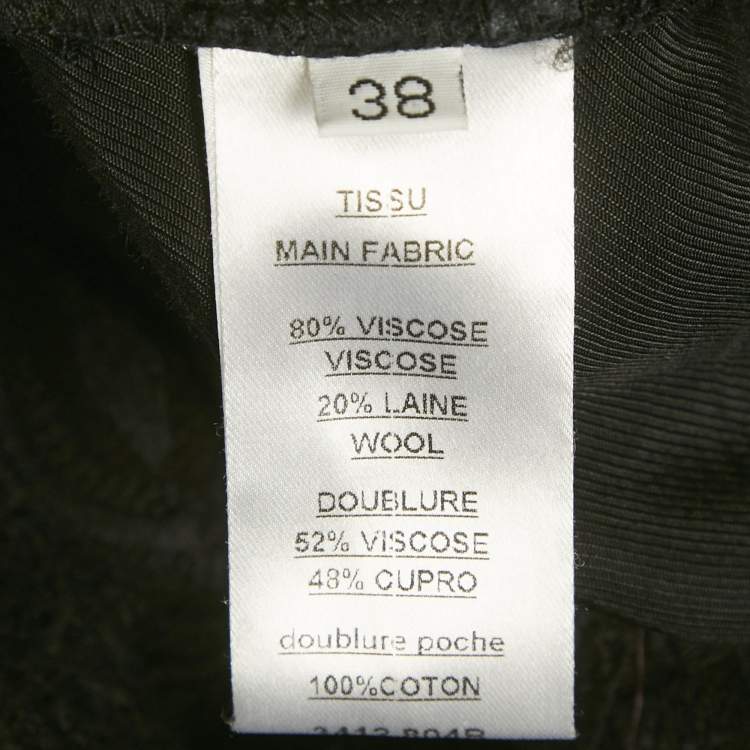 38
TISSU
MAIN FABRIC
80% VISCOSE
VISCOSE
20% LAINE
WOOL
DOUBLURE
52% VISCOSE
48% CUPRO
doublure poche
100%COTON